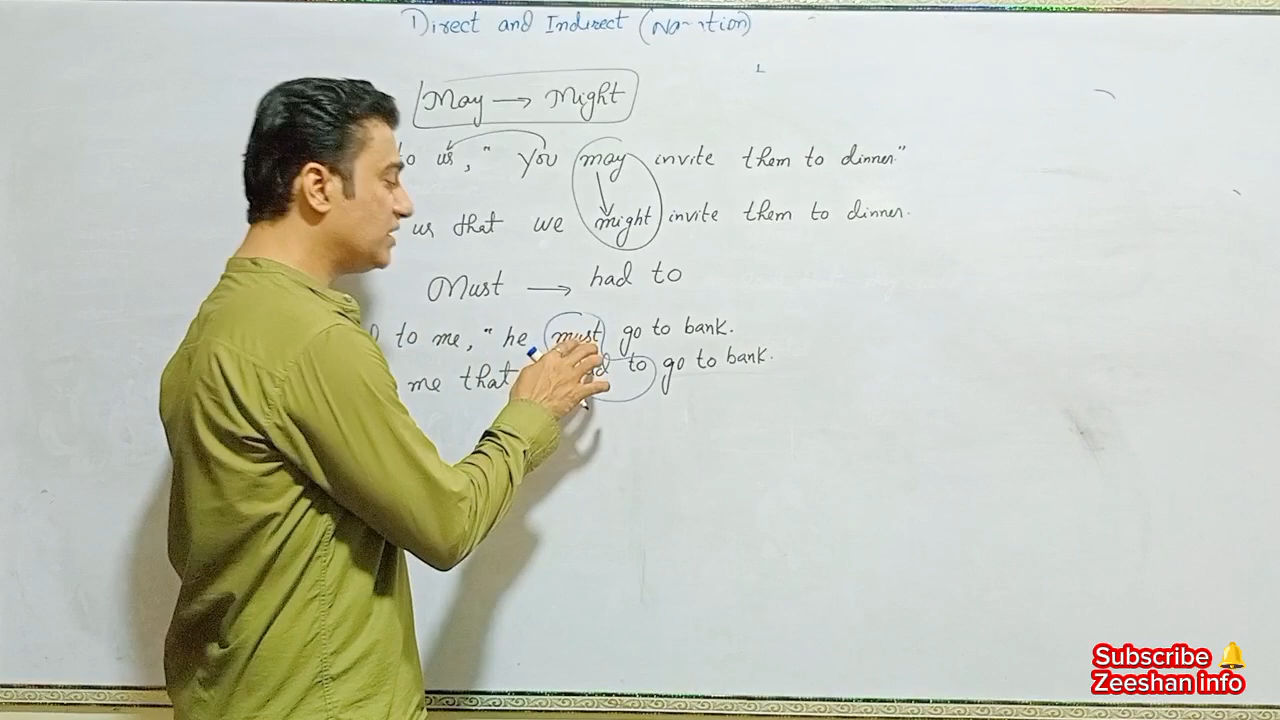 Direct and Indirect (Na tion)
May → Might
to us, " You may invite them to dinner."
us that we might invite them to dinner.
Must → had to
to me, " he must go to bank.
me that to go to bank.
Subscribe 🔔
Zeeshan info